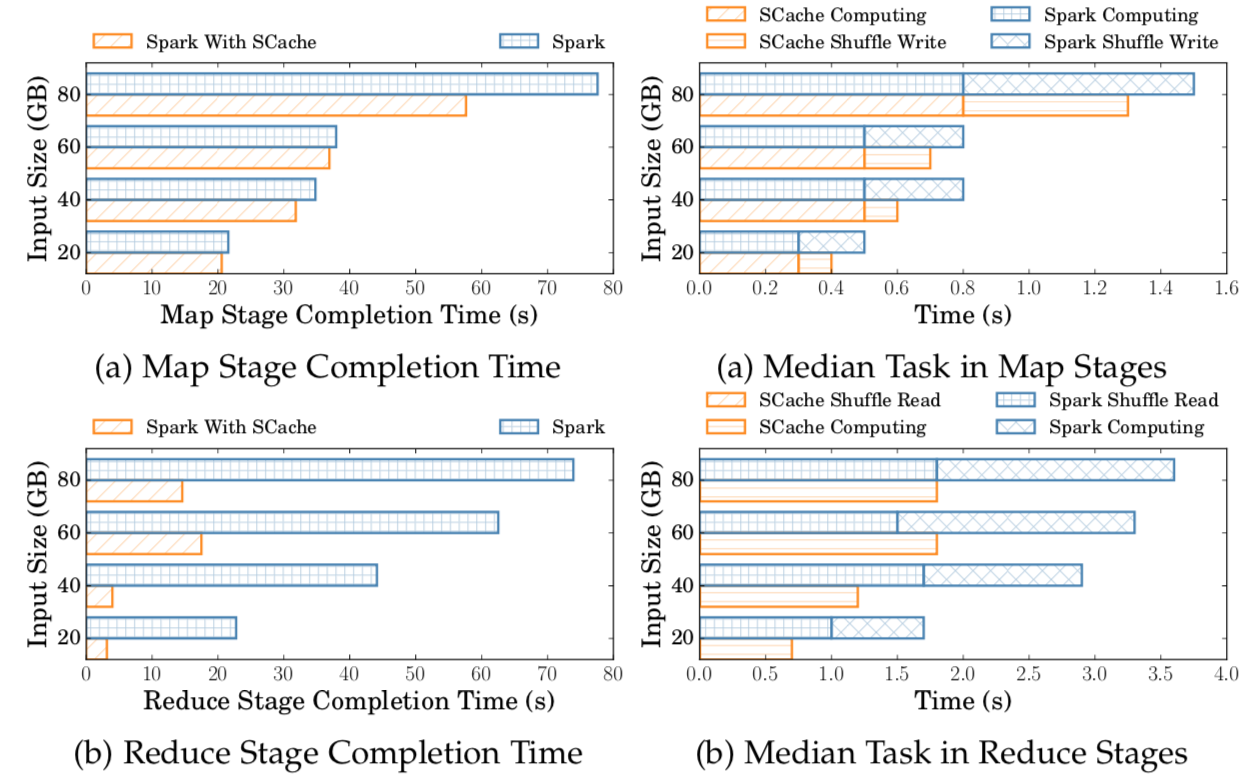 Spark With SCache Spark
Input Size (GB)
80
60
40
20
0 10 20 30 40 50 60 70 80
Map Stage Completion Time (s)
(a) Map Stage Completion Time
SCache Computing Spark Computing
SCache Shuffle Write Spark Shuffle Write
Input Size (GB)
80
60
40
20
0.0 0.2 0.4 0.6 0.8 1.0 1.2 1.4 1.6
Time (s)
(a) Median Task in Map Stages
Spark With SCache Spark
Input Size (GB)
80
60
40
20
0 10 20 30 40 50 60 70 80
Reduce Stage Completion Time (s)
(b) Reduce Stage Completion Time
SCache Shuffle Read Spark Shuffle Read
SCache Computing Spark Computing
Input Size (GB)
80
60
40
20
0.0 0.5 1.0 1.5 2.0 2.5 3.0 3.5 4.0
Time (s)
(b) Median Task in Reduce Stages